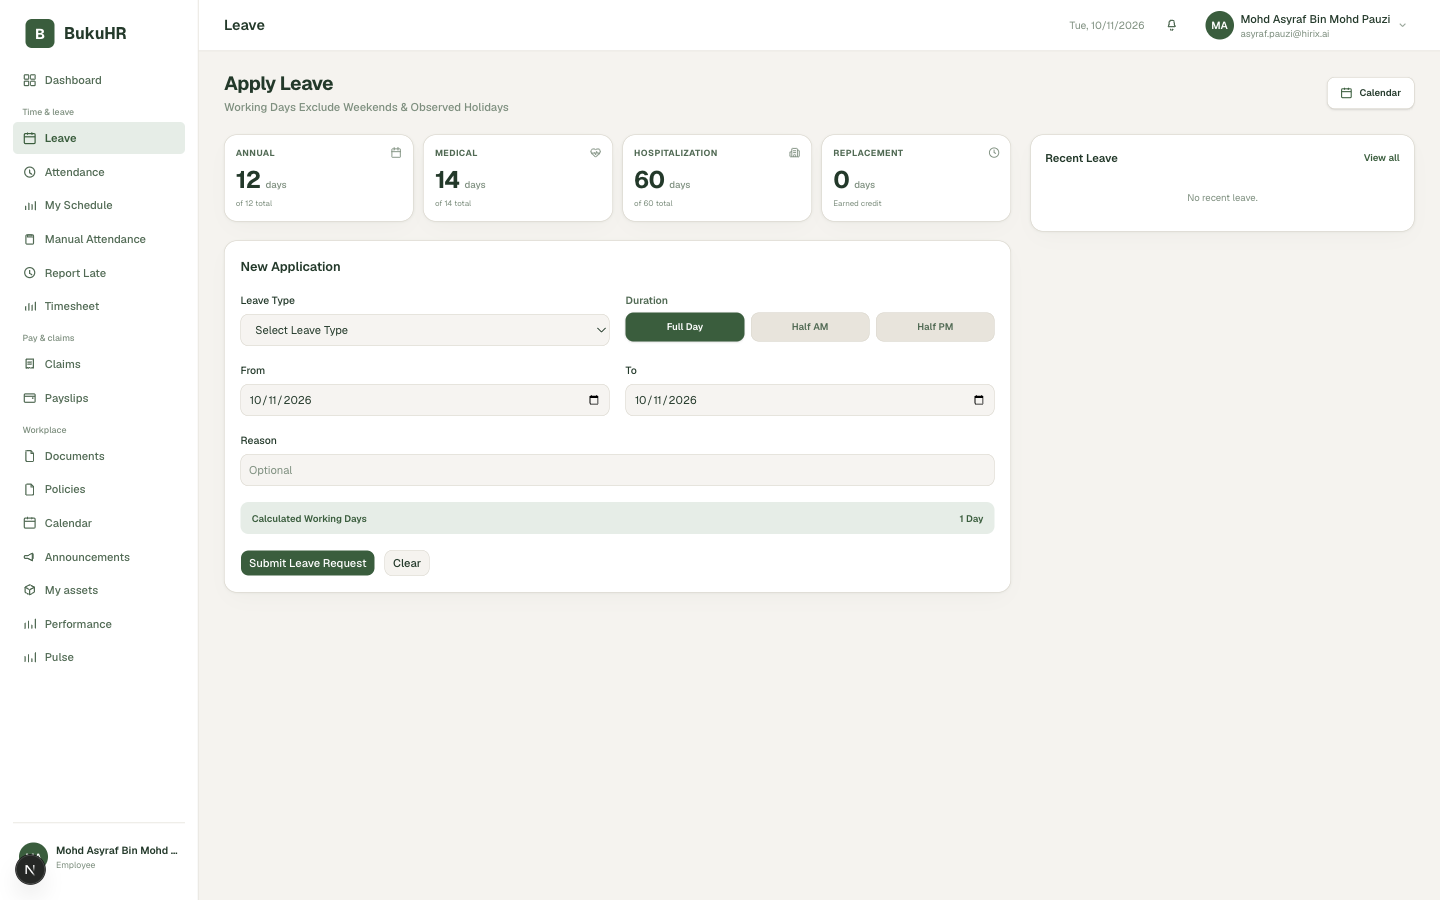 B BukuHR
Dashboard
Time & leave
Leave
Attendance
My Schedule
Manual Attendance
Report Late
Timesheet
Pay & claims
Claims
Payslips
Workplace
Documents
Policies
Calendar
Announcements
My assets
Performance
Pulse
Mohd Asyraf Bin Mohd ...
Employee
N
Leave
Tue, 10/11/2026
MA
Mohd Asyraf Bin Mohd Pauzi
asyraf.pauzi@hirix.ai
Apply Leave
Working Days Exclude Weekends & Observed Holidays
Calendar
ANNUAL
12 days
of 12 total
MEDICAL
14 days
of 14 total
HOSPITALIZATION
60 days
of 60 total
REPLACEMENT
0 days
Earned credit
Recent Leave View all
No recent leave.
New Application
Leave Type
Select Leave Type
Duration
Full Day Half AM Half PM
From
10/11/2026
To
10/11/2026
Reason
Optional
Calculated Working Days 1 Day
Submit Leave Request Clear